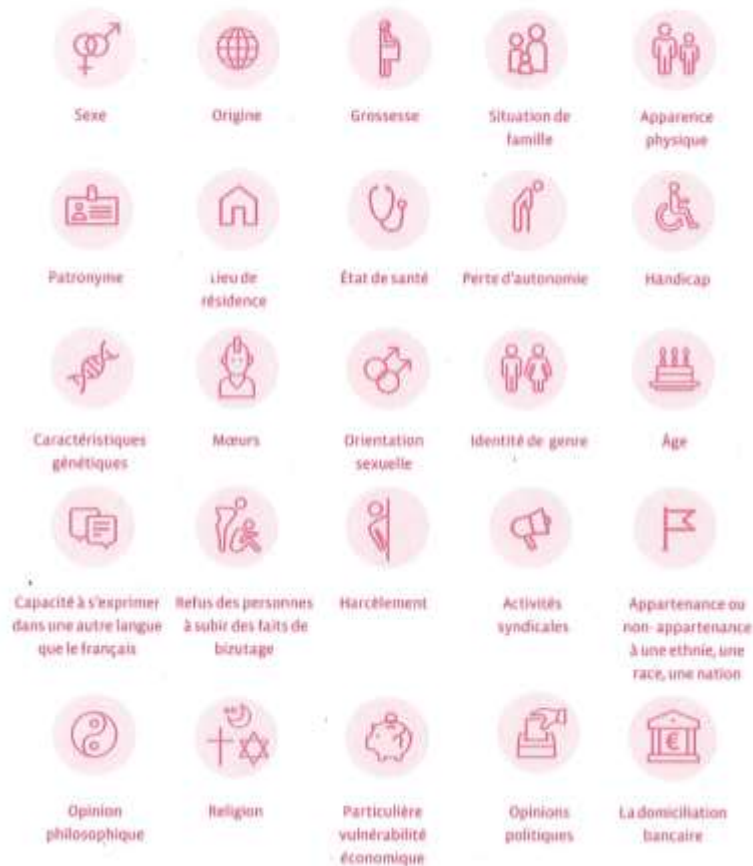 Sexe
Origine
Grossesse
Situation de
famille
Apparence
physique
Patronyme
Lieu de
résidence
État de santé
Perte d'autonomie
Handicap
Caractéristiques
génétiques
Mœurs
Orientation
sexuelle
Identité de genre
Âge
Capacité à s'exprimer
dans une autre langue
que le français
Refus des personnes
à subir des faits de
bizutage
Harcèlement
Activités
syndicales
Appartenance ou
non-appartenance
à une ethnie, une
race, une nation
Opinion
philosophique
Religion
Particulière
vulnérabilité
économique
Opinions
politiques
La domiciliation
bancaire
€